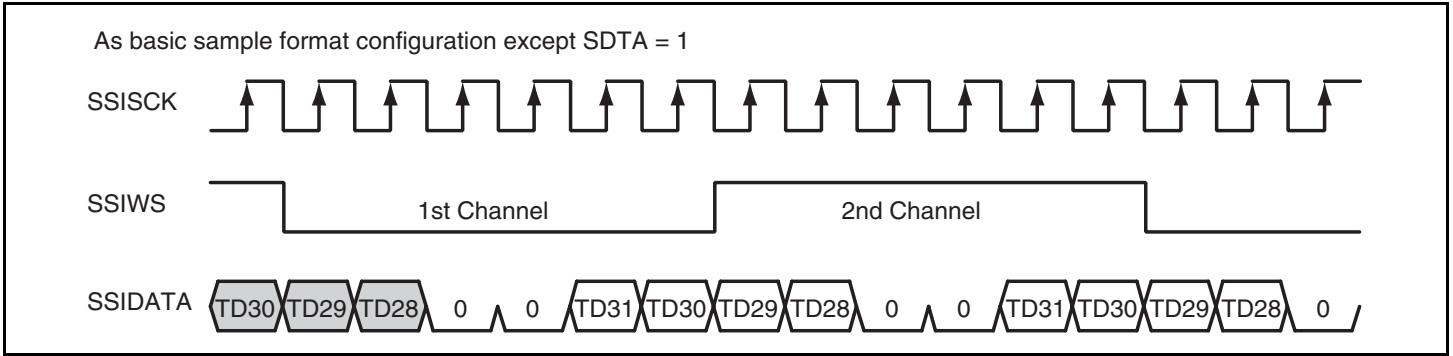 As basic sample format configuration except SDTA = 1
SSISCK
SSIWS 1st Channel 2nd Channel
SSIDATA TD30 TD29 TD28 0 0 TD31 TD30 TD29 TD28 0 0 TD31 TD30 TD29 TD28 0